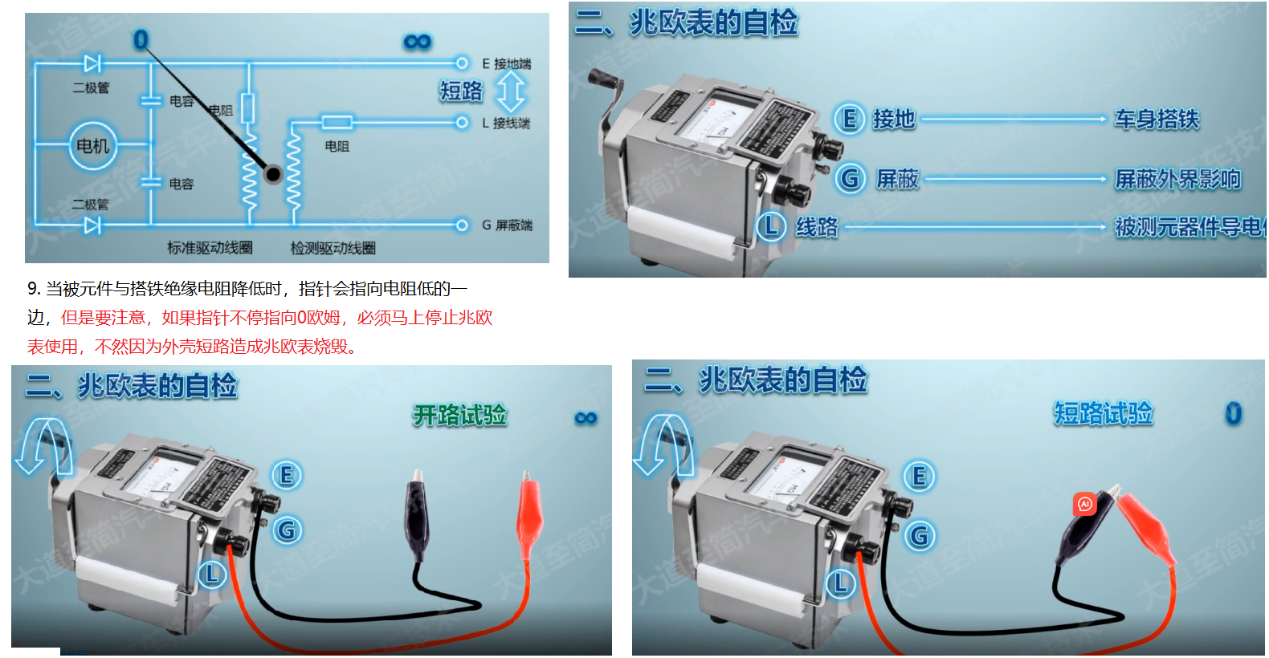 0
∞
二极管
电容
电阻
短路
E 接地端
L 接线端
电机
电阻
电容
二极管
G 屏蔽端
标准驱动线圈
检测驱动线圈
二、兆欧表的自检
E 接地
车身搭铁
G 屏蔽
屏蔽外界影响
L 线路
被测元器件导电
9. 当被元件与搭铁绝缘电阻降低时，指针会指向电阻低的一
边，但是要注意，如果指针不停指向0欧姆，必须马上停止兆欧
表使用，不然因为外壳短路造成兆欧表烧毁。
二、兆欧表的自检
开路试验
∞
E
G
L
二、兆欧表的自检
短路试验
0
E
G
L
AI